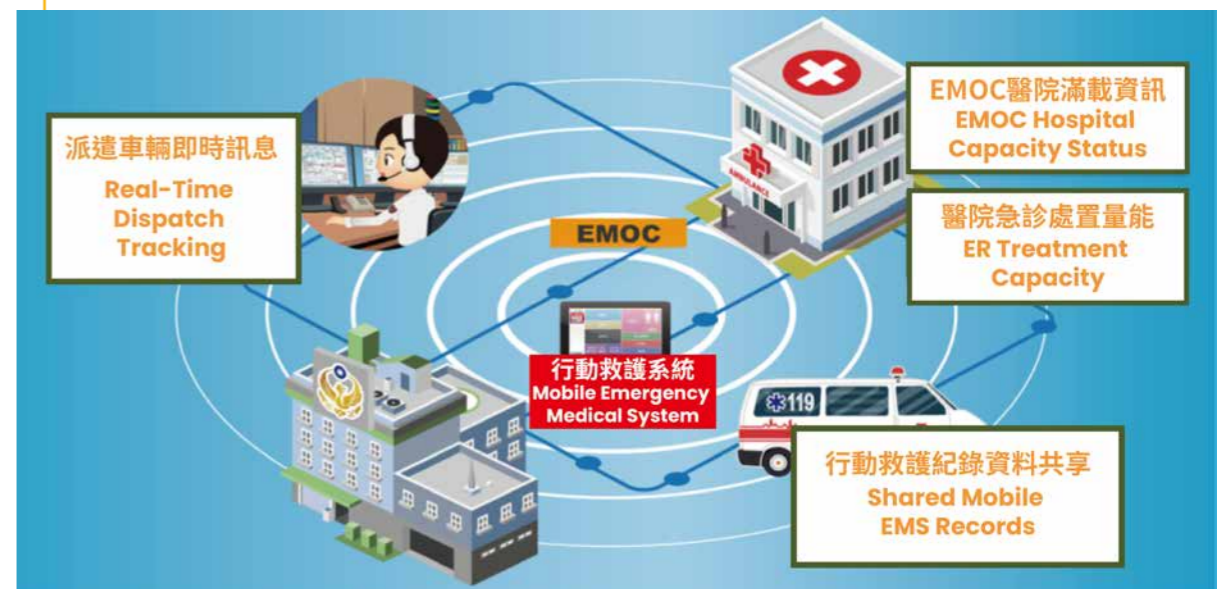 派遣車輛即時訊息
Real-Time
Dispatch
Tracking
EMOC
AMBULANCE
EMOC醫院滿載資訊
EMOC Hospital
Capacity Status
醫院急診處置量能
ER Treatment
Capacity
行動救護系統
Mobile Emergency
Medical System
119
行動救護紀錄資料共享
Shared Mobile
EMS Records